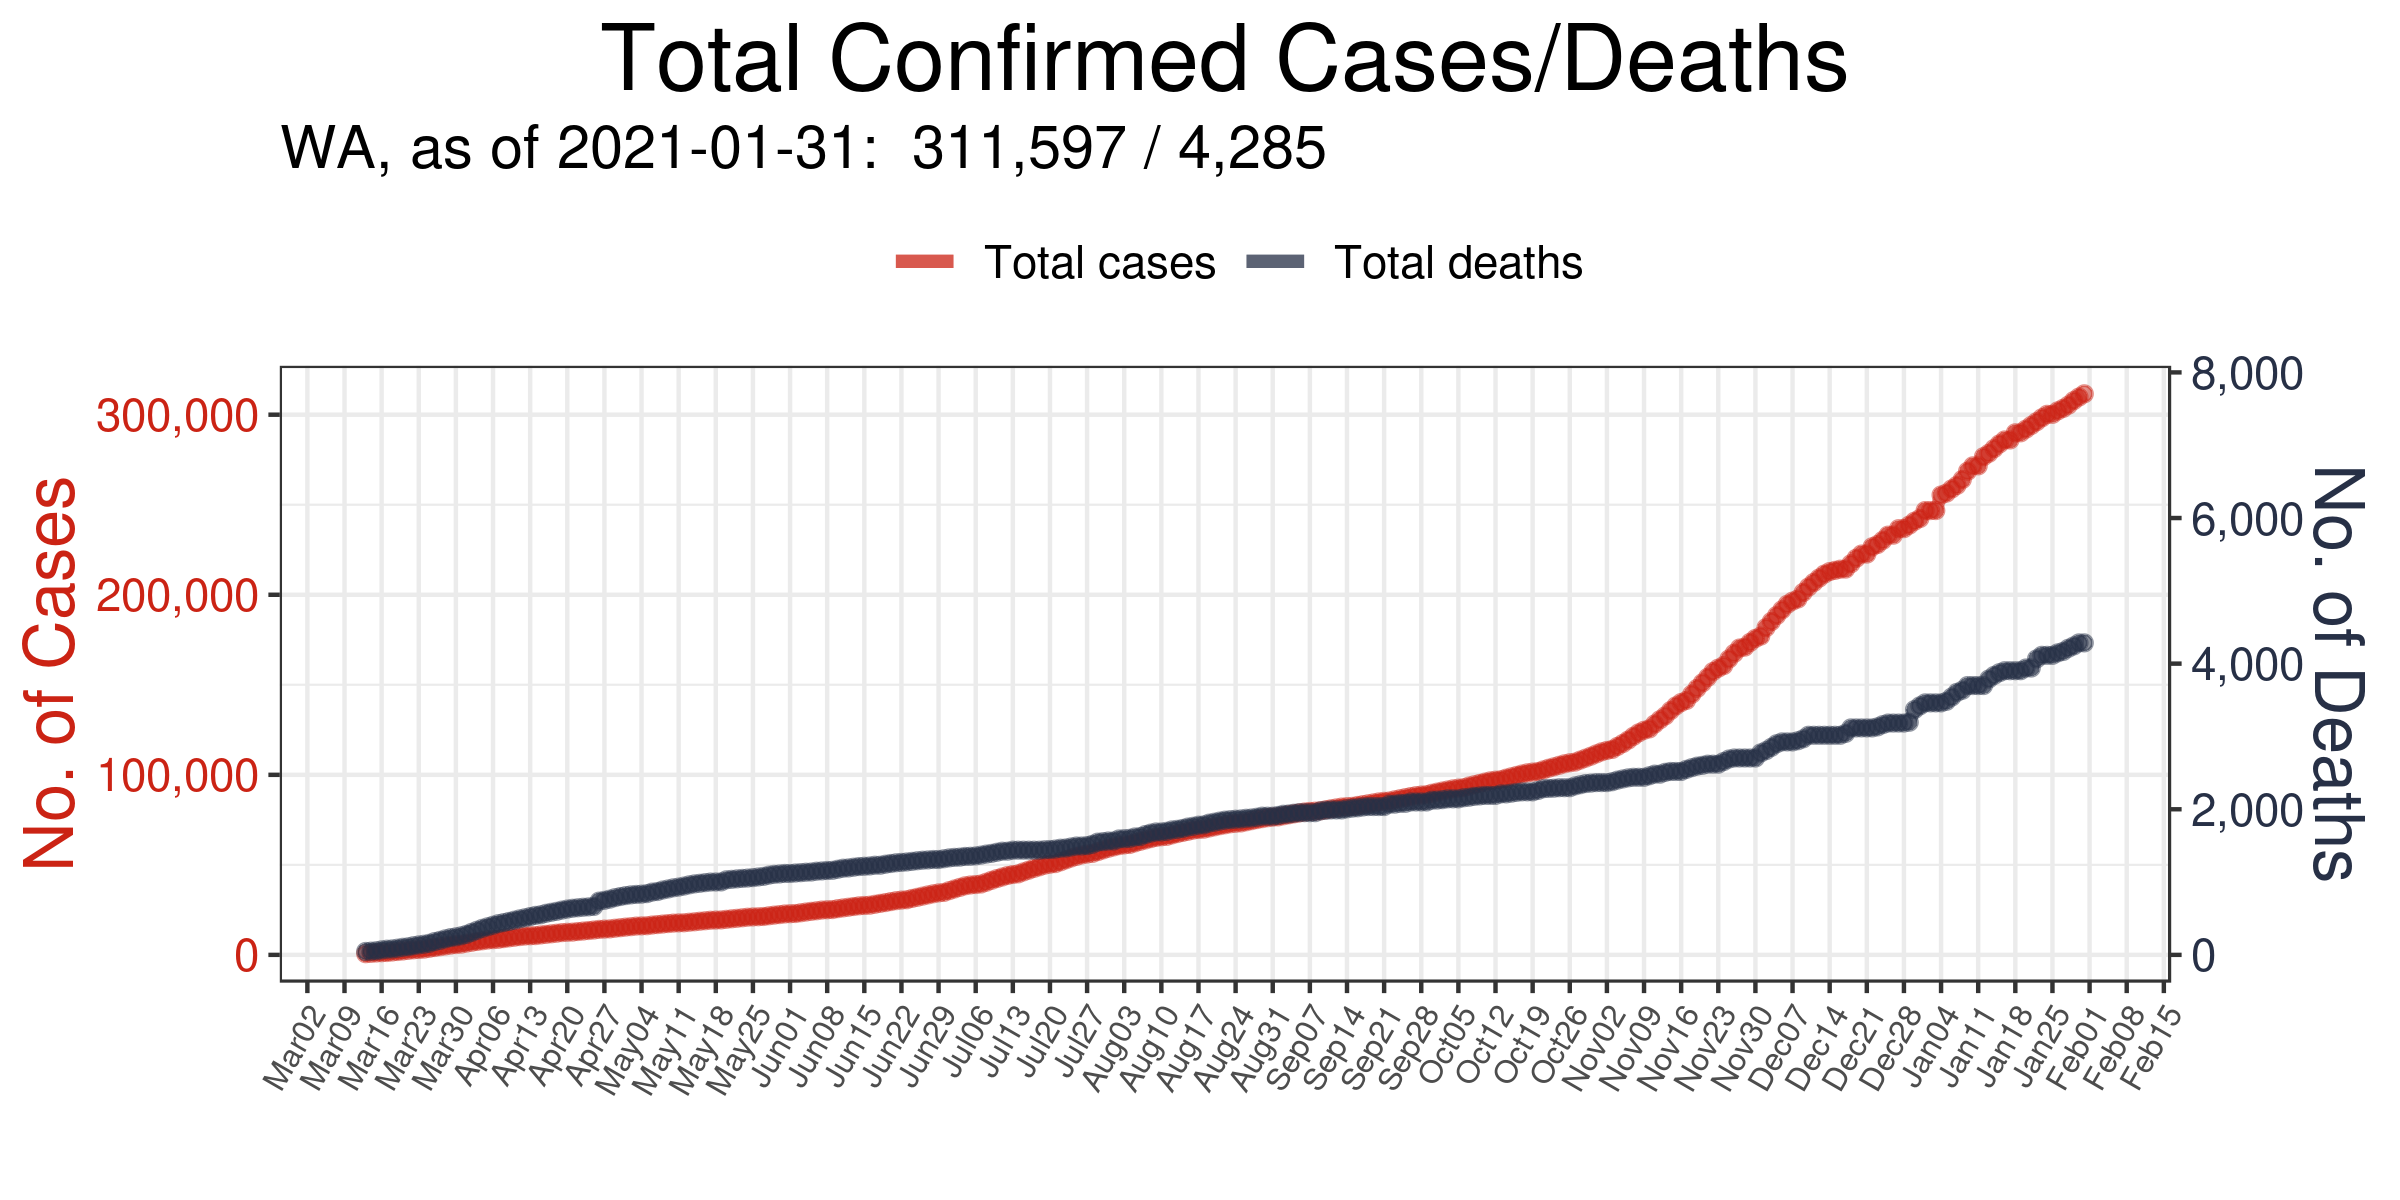 Total Confirmed Cases/Deaths
WA, as of 2021-01-31:  311,597 / 4,285
Total cases
Total deaths
No. of Cases
300,000
200,000
100,000
0
8,000
6,000
4,000
2,000
0
No. of Deaths
Mar02
Mar09
Mar16
Mar23
Mar30
Apr06
Apr13
Apr20
Apr27
May04
May11
May18
May25
Jun01
Jun08
Jun15
Jun22
Jun29
Jul06
Jul13
Jul20
Jul27
Aug03
Aug10
Aug17
Aug24
Aug31
Sep07
Sep14
Sep21
Sep28
Oct05
Oct12
Oct19
Oct26
Nov02
Nov09
Nov16
Nov23
Nov30
Dec07
Dec14
Dec21
Dec28
Jan04
Jan11
Jan18
Jan25
Feb01
Feb08
Feb15